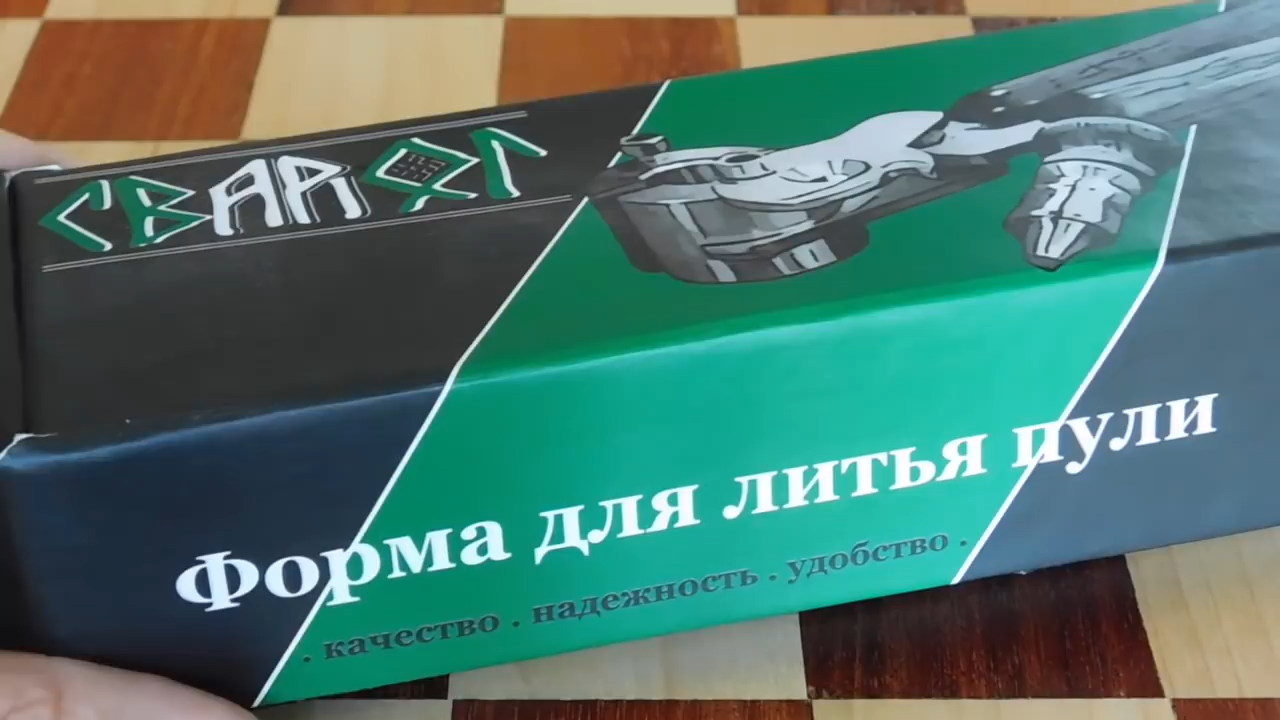 СВАРОГ
Форма для литья пули
. качество . надежность . удобство .